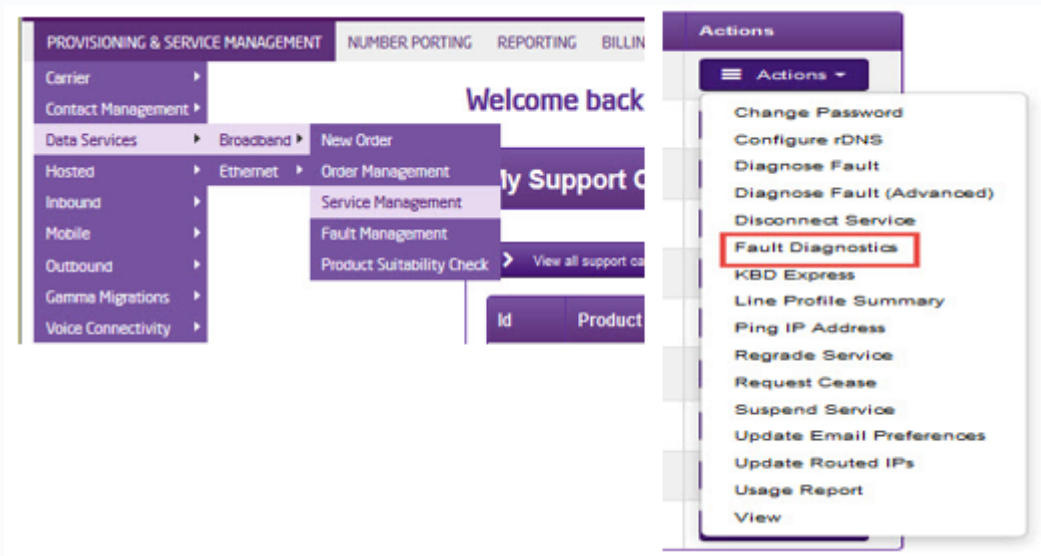 PROVISIONING & SERVICE MANAGEMENT NUMBER PORTING REPORTING BILLIN
Carrier
Contact Management
Data Services
Hosted
Inbound
Mobile
Outbound
Gamma Migrations
Voice Connectivity
Broadband
Ethernet
New Order
Order Management
Service Management
Fault Management
Product Suitability Check
Welcome back
ly Support C
View all support ca
Id Product
Actions
Actions
Change Password
Configure rDNS
Diagnose Fault
Diagnose Fault (Advanced)
Disconnect Service
Fault Diagnostics
KBD Express
Line Profile Summary
Ping IP Address
Regrade Service
Request Cease
Suspend Service
Update Email Preferences
Update Routed IPs
Usage Report
View